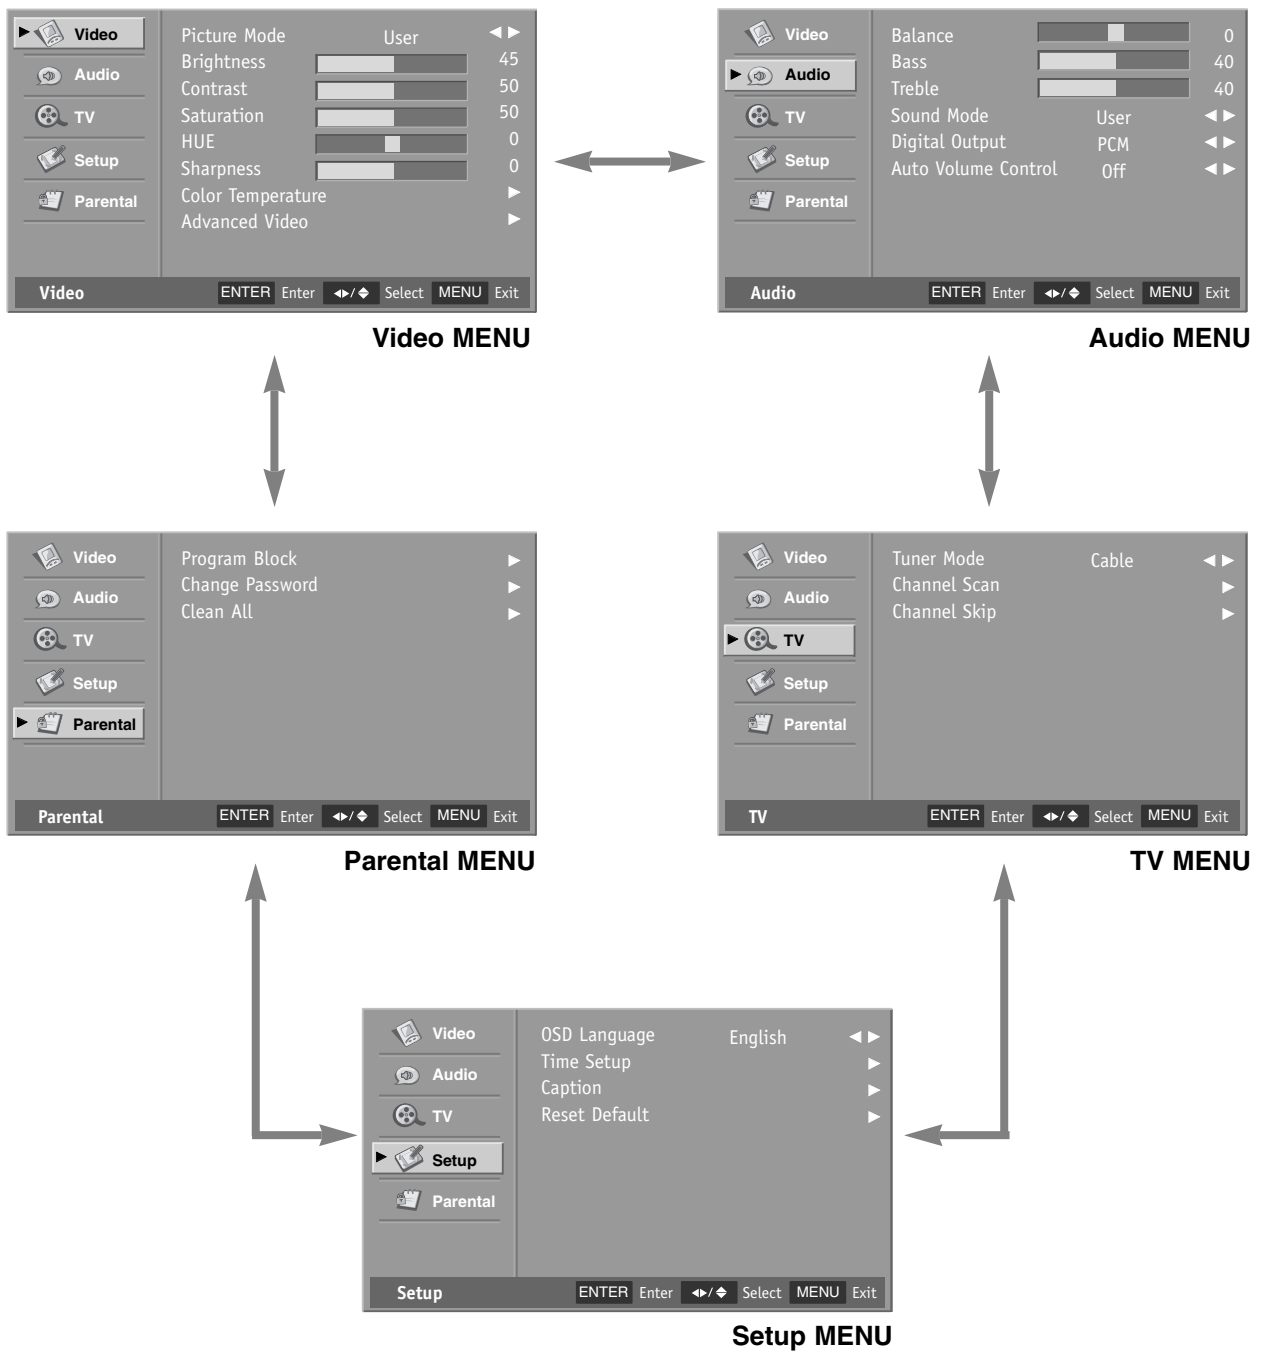 Video
Audio
TV
Setup
Parental
Picture Mode User
Brightness 45
Contrast 50
Saturation 50
HUE 0
Sharpness 0
Color Temperature
Advanced Video
Video ENTER Enter / Select MENU Exit
Video MENU
Video
Audio
TV
Setup
Parental
Balance 0
Bass 40
Treble 40
Sound Mode User
Digital Output PCM
Auto Volume Control Off
Audio ENTER Enter / Select MENU Exit
Audio MENU
Video
Audio
TV
Setup
Parental
Program Block
Change Password
Clean All
Parental ENTER Enter / Select MENU Exit
Parental MENU
Video
Audio
TV
Setup
Parental
Tuner Mode Cable
Channel Scan
Channel Skip
TV ENTER Enter / Select MENU Exit
TV MENU
Video
Audio
TV
Setup
Parental
OSD Language English
Time Setup
Caption
Reset Default
Setup ENTER Enter / Select MENU Exit
Setup MENU